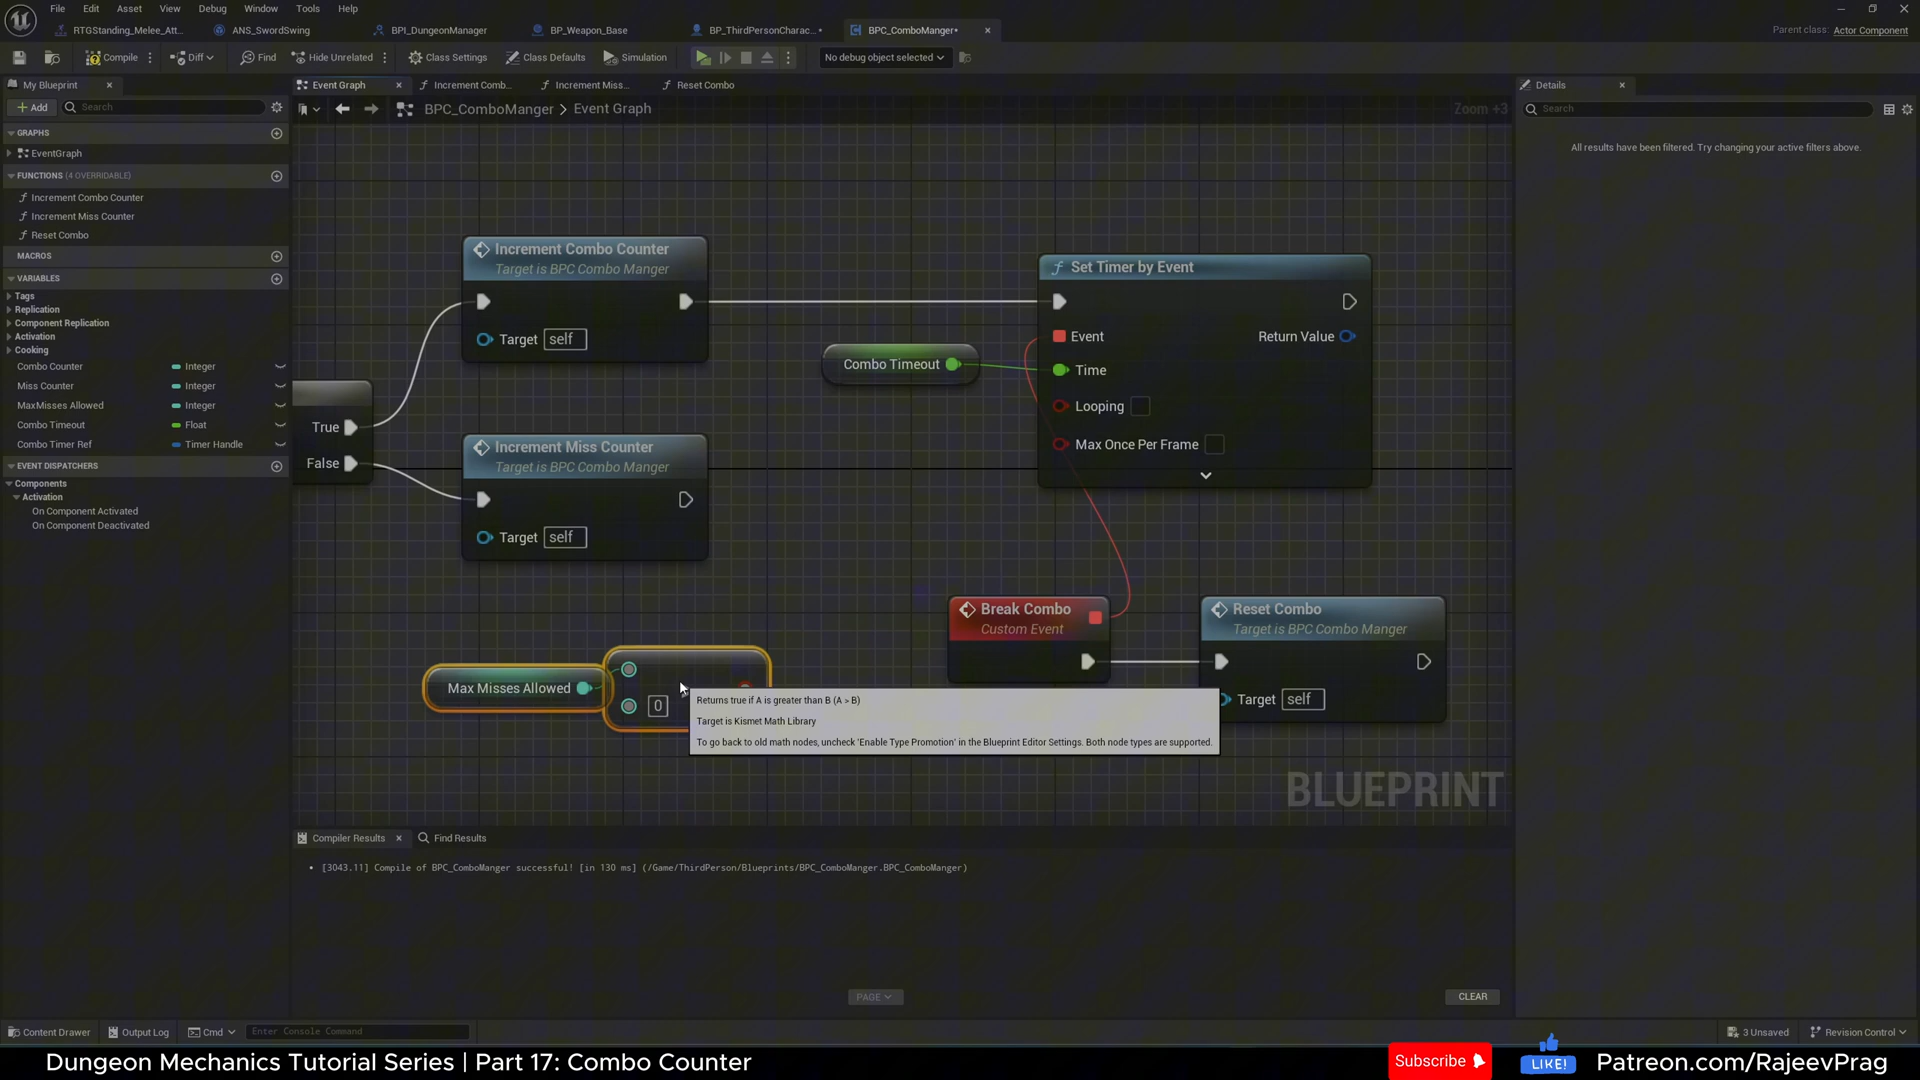 File Edit Asset View Debug Window Tools Help
RTGStanding_Melee_Att... ANS_SwordSwing BPI_DungeonManager BP_Weapon_Base BP_ThirdPersonCharac...• BPC_ComboManger•
Parent class: Actor Component
Compile Diff Find Hide Unrelated Class Settings Class Defaults Simulation No debug object selected
My Blueprint Event Graph Increment Comb... Increment Miss... Reset Combo Details
Add Search BPC_ComboManger > Event Graph Zoom +3 Search
GRAPHS
EventGraph
FUNCTIONS (4 OVERRIDABLE)
Increment Combo Counter
Increment Miss Counter
Reset Combo
MACROS
VARIABLES
Tags
Replication
Component Replication
Activation
Cooking
Combo Counter Integer
Miss Counter Integer
MaxMisses Allowed Integer
Combo Timeout Float
Combo Timer Ref Timer Handle
EVENT DISPATCHERS
Components
Activation
On Component Activated
On Component Deactivated
All results have been filtered. Try changing your active filters above.
True
False
Increment Combo Counter
Target is BPC Combo Manger
Target self
Increment Miss Counter
Target is BPC Combo Manger
Target self
Combo Timeout
Set Timer by Event
Event Return Value
Time
Looping
Max Once Per Frame
Max Misses Allowed
0
Break Combo
Custom Event
Reset Combo
Target is BPC Combo Manger
Target self
Returns true if A is greater than B (A > B)
Target is Kismet Math Library
To go back to old math nodes, uncheck 'Enable Type Promotion' in the Blueprint Editor Settings. Both node types are supported.
BLUEPRINT
Compiler Results Find Results
[3043.11] Compile of BPC_ComboManger successful! [in 130 ms] (/Game/ThirdPerson/Blueprints/BPC_ComboManger.BPC_ComboManger)
PAGE CLEAR
Content Drawer Output Log Cmd Enter Console Command 3 Unsaved Revision Control
Dungeon Mechanics Tutorial Series | Part 17: Combo Counter Subscribe LIKE! Patreon.com/RajeevPrag